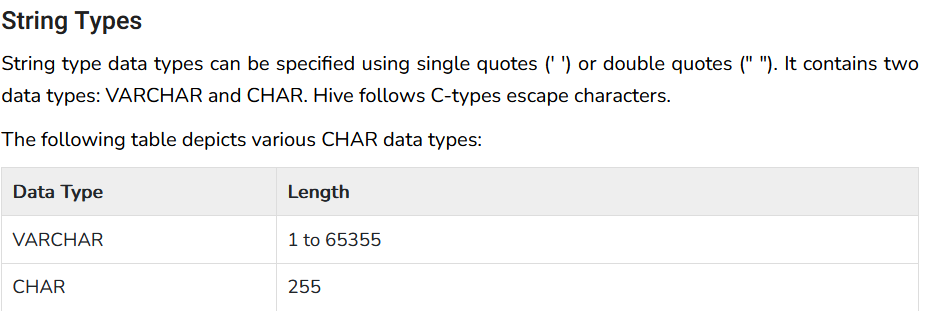 String Types
String type data types can be specified using single quotes (' ') or double quotes (" "). It contains two
data types: VARCHAR and CHAR. Hive follows C-types escape characters.
The following table depicts various CHAR data types:
Data Type Length
VARCHAR 1 to 65355
CHAR 255